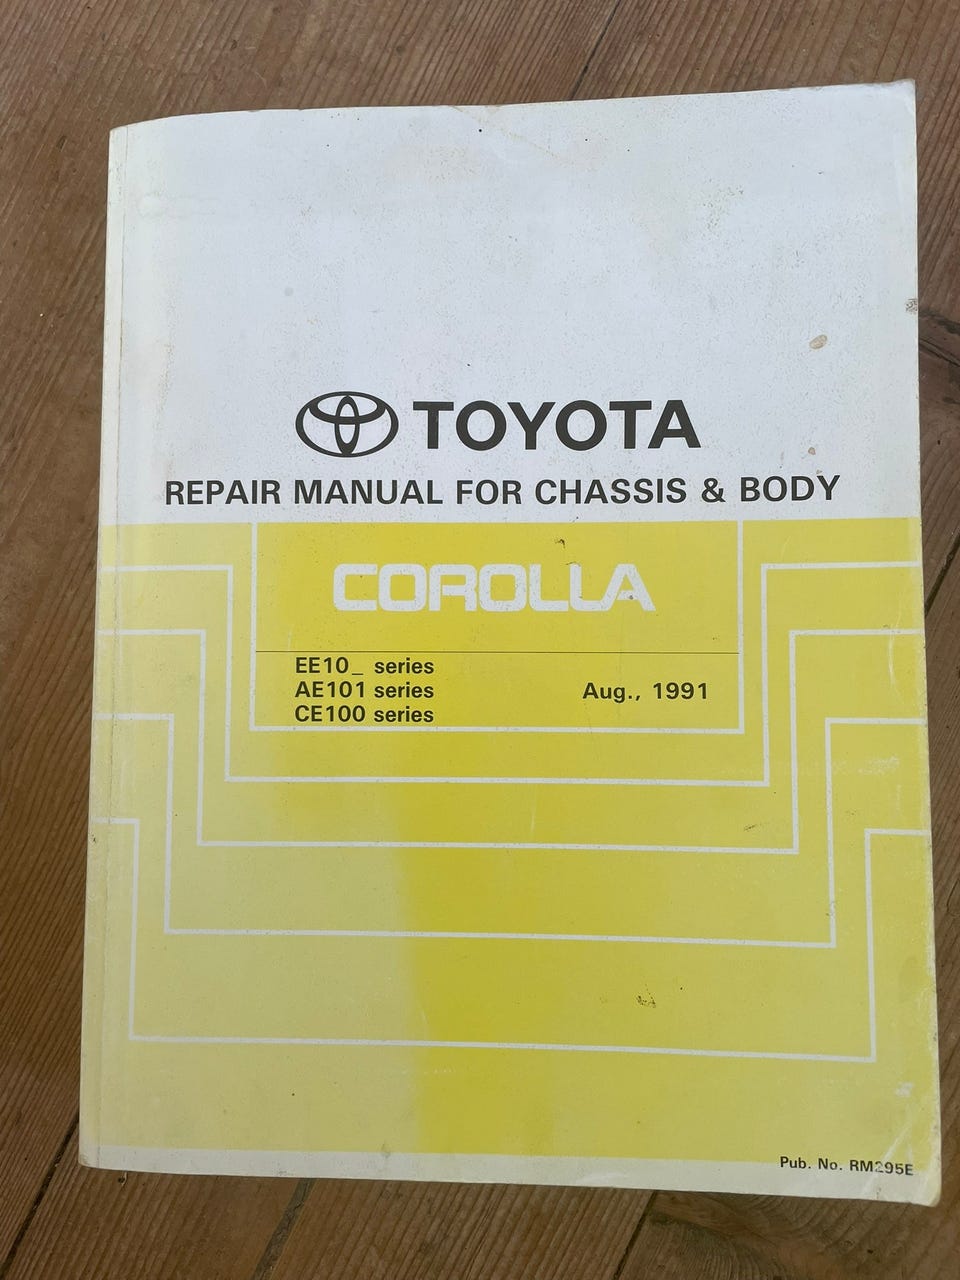 TOYOTA
REPAIR MANUAL FOR CHASSIS & BODY
COROLLA
EE10_ series
AE101 series
CE100 series
Aug., 1991
Pub. No. RM295E